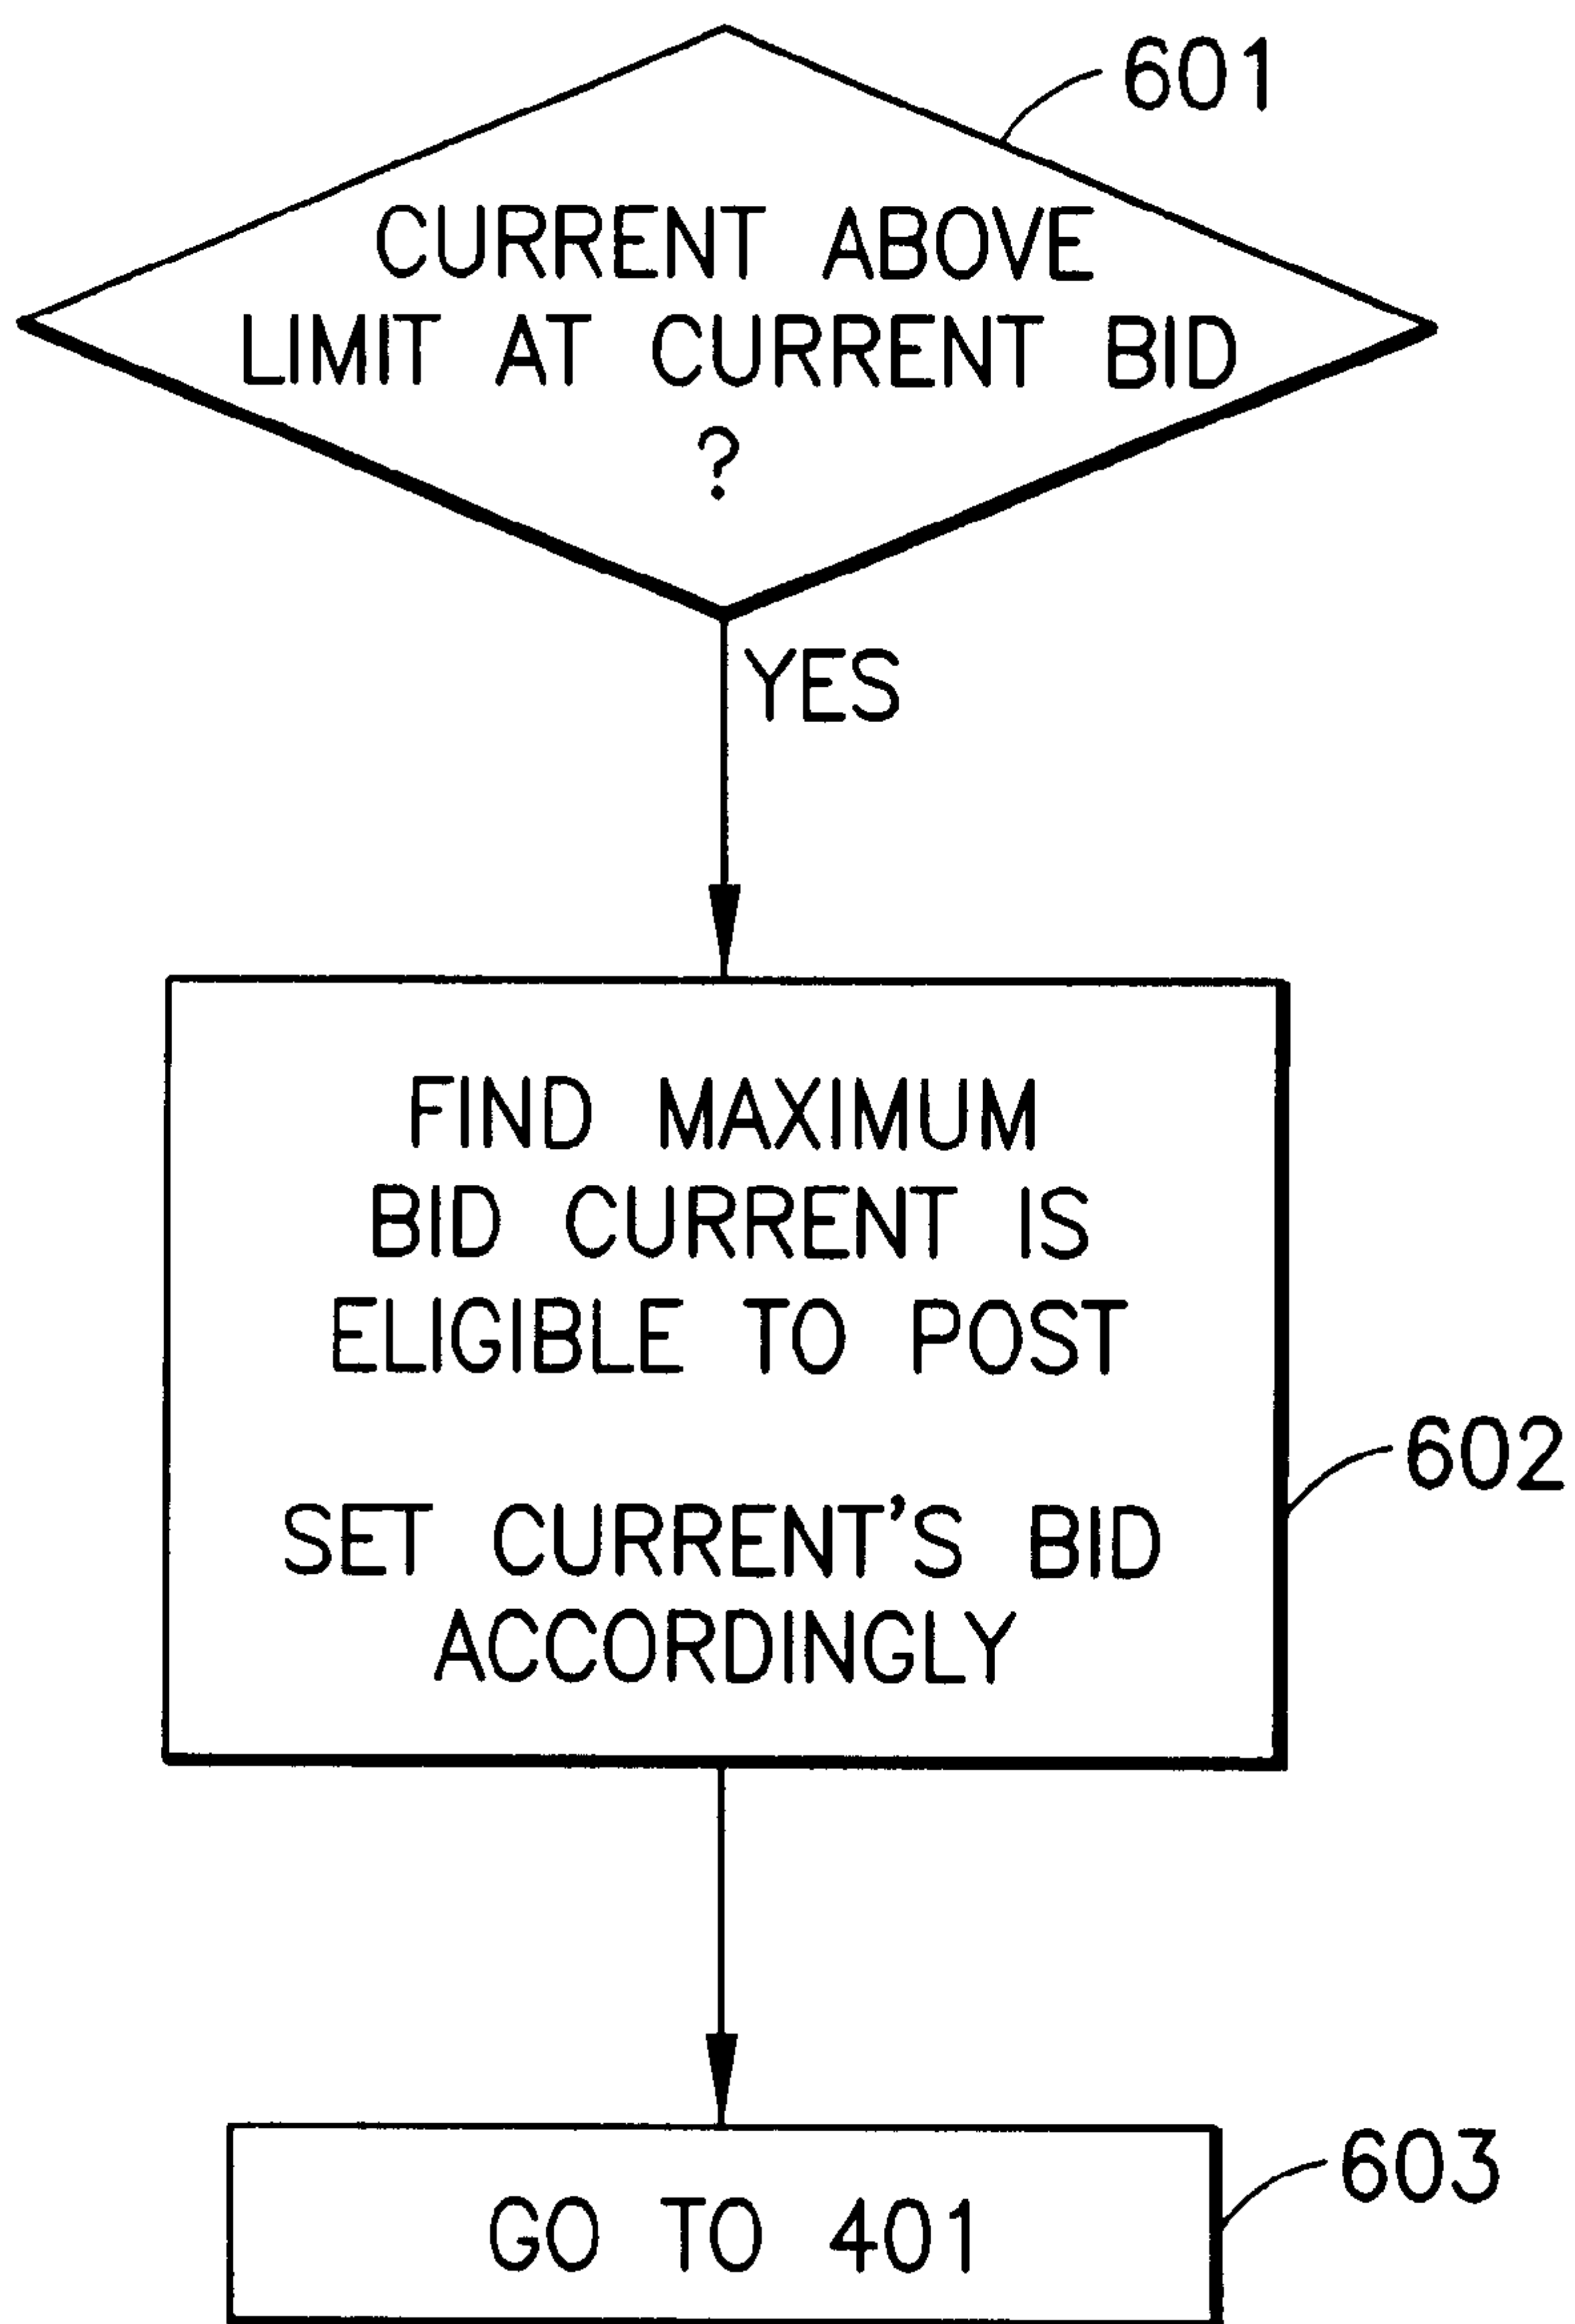 601
CURRENT ABOVE
LIMIT AT CURRENT BID
?
YES
FIND MAXIMUM
BID CURRENT IS
ELIGIBLE TO POST
602
SET CURRENT'S BID
ACCORDINGLY
603
GO TO 401